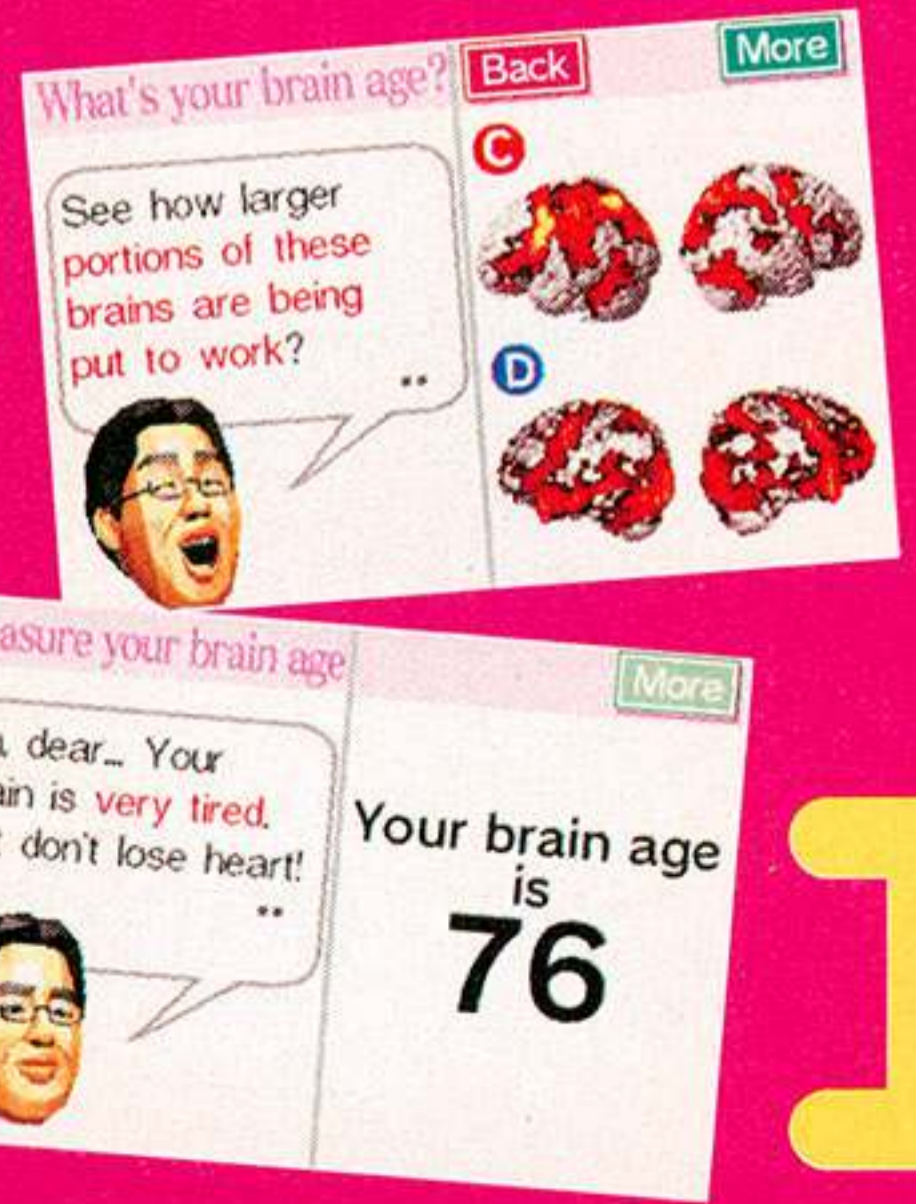 What's your brain age?
Back
More
See how larger
portions of these
brains are being
put to work?
C
D
asure your brain age
More
dear... Your
ain is very tired.
don't lose heart!
Your brain age
is
76